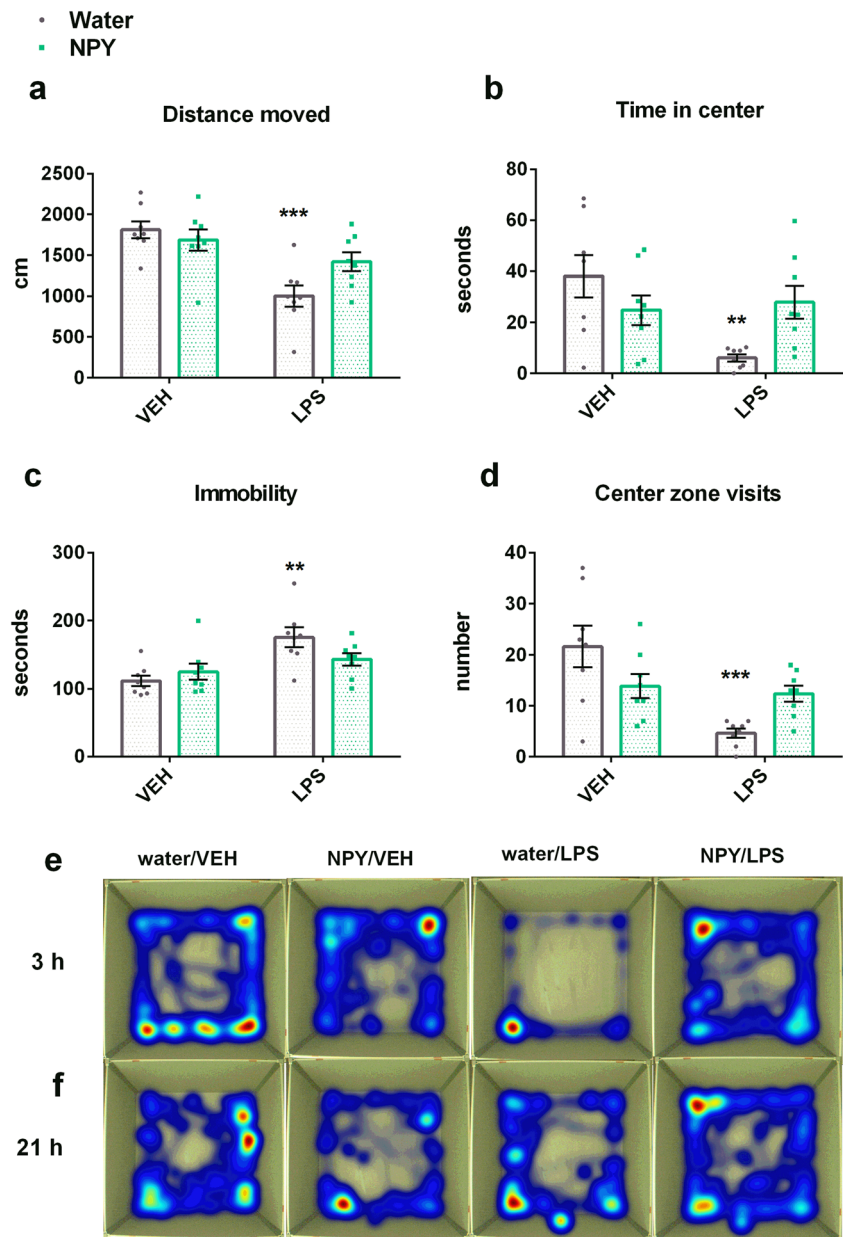 Water
NPY
a
Distance moved
2500
2000
1500
1000
500
0
cm
***
VEH
LPS
b
Time in center
80
60
40
20
0
seconds
**
VEH
LPS
c
Immobility
300
200
100
0
seconds
**
VEH
LPS
d
Center zone visits
40
30
20
10
0
number
***
VEH
LPS
e
water/VEH
NPY/VEH
water/LPS
NPY/LPS
3 h
f
21 h